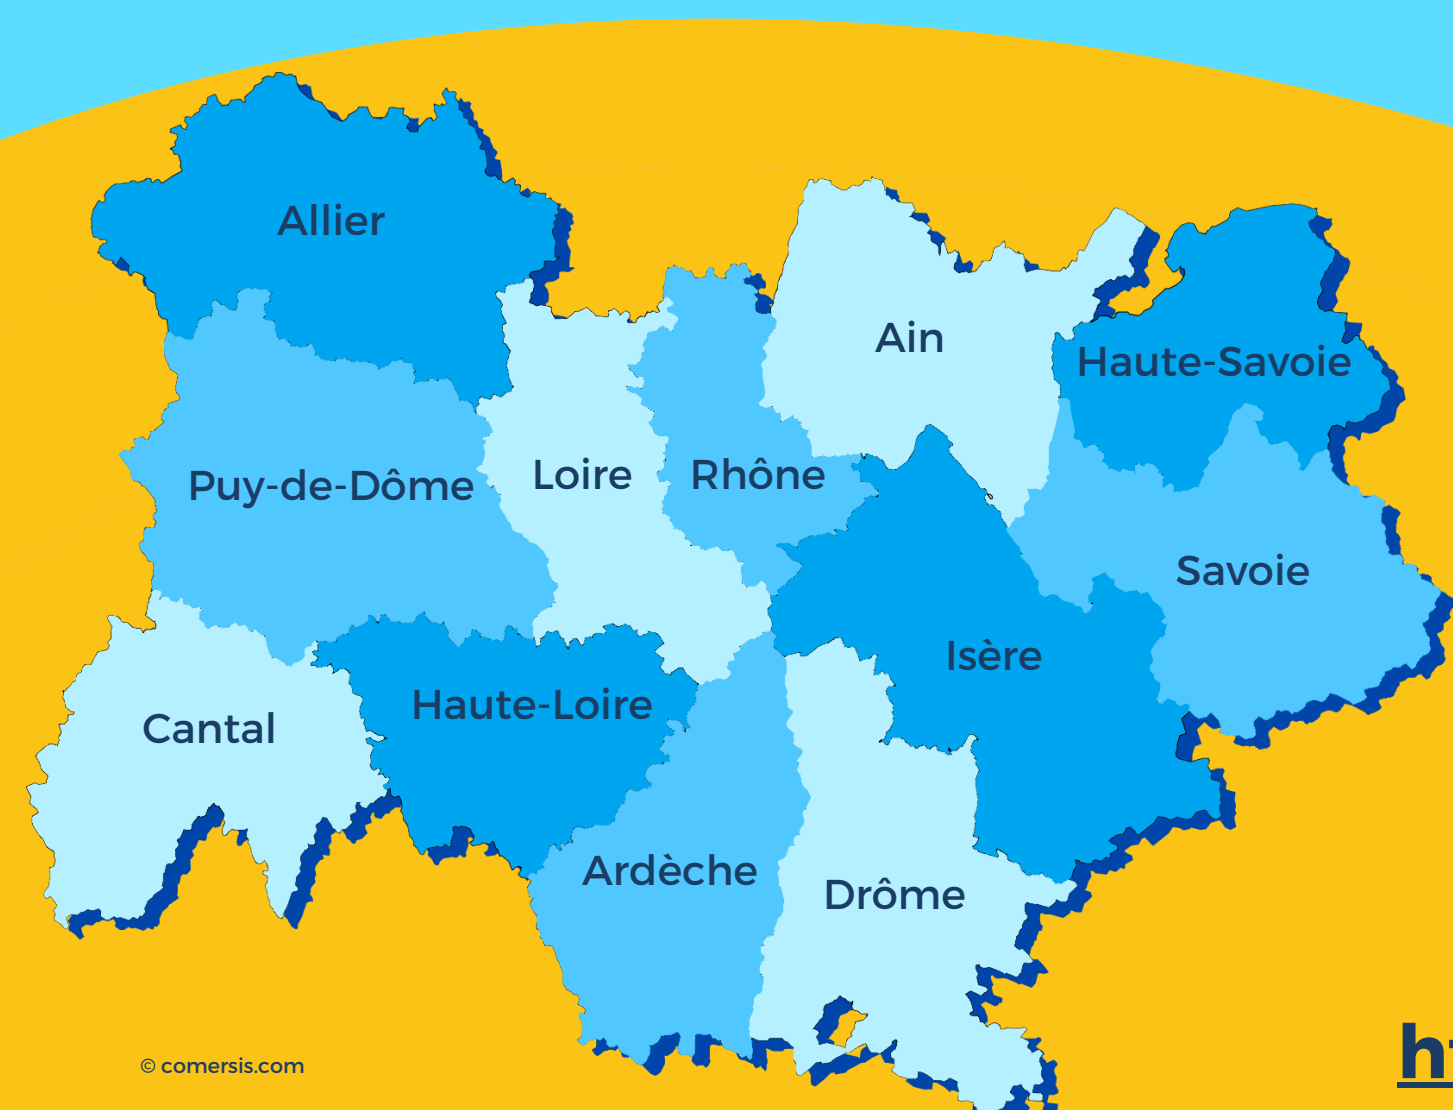 Allier
Ain
Haute-Savoie
Puy-de-Dôme
Loire
Rhône
Savoie
Isère
Haute-Loire
Cantal
Ardèche
Drôme
© comersis.com